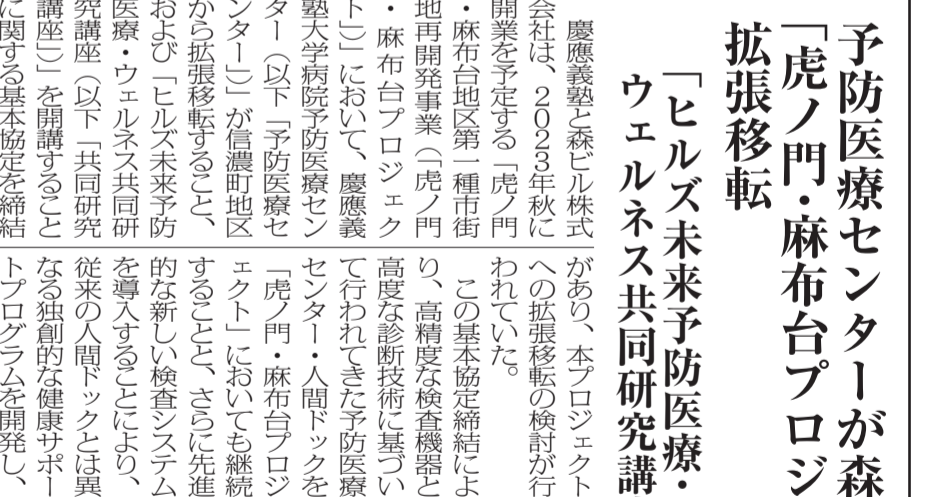 予防医療センターが森
「虎ノ門・麻布台プロジ
拡張移転
「ヒルズ未来予防医療・
ウェルネス共同研究講
慶應義塾と森ビル株式
会社は、2023年秋に
開業を予定する「虎ノ門
・麻布台地区第一種市街
地再開発事業（「虎ノ門
・麻布台プロジェク
ト」）」において、慶應義
塾大学病院予防医療セン
ター（以下「予防医療セ
ンター」）が信濃町地区
から拡張移転すること、
および「ヒルズ未来予防
医療・ウェルネス共同研
究講座（以下「共同研究
講座」）」を開講すること
に関する基本協定を締結
があり、本プロジェクト
への拡張移転の検討が行
われていた。
この基本協定締結によ
り、高精度な検査機器と
高度な診断技術に基づい
て行われてきた予防医療
センター・人間ドックを
「虎ノ門・麻布台プロジ
ェクト」においても継続
することと、さらに先進
的な新しい検査システム
を導入することにより、
従来の人間ドックとは異
なる独創的な健康サポー
トプログラムを開発し、